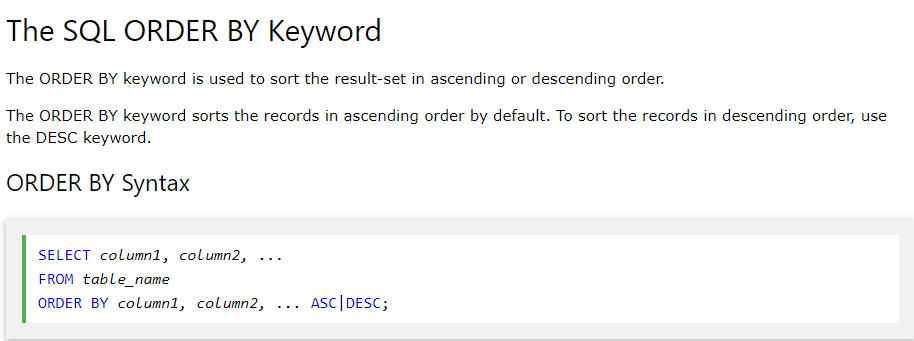 The SQL ORDER BY Keyword
The ORDER BY keyword is used to sort the result-set in ascending or descending order.
The ORDER BY keyword sorts the records in ascending order by default. To sort the records in descending order, use
the DESC keyword.
ORDER BY Syntax
SELECT column1, column2, ...
FROM table_name
ORDER BY column1, column2, ... ASC|DESC;